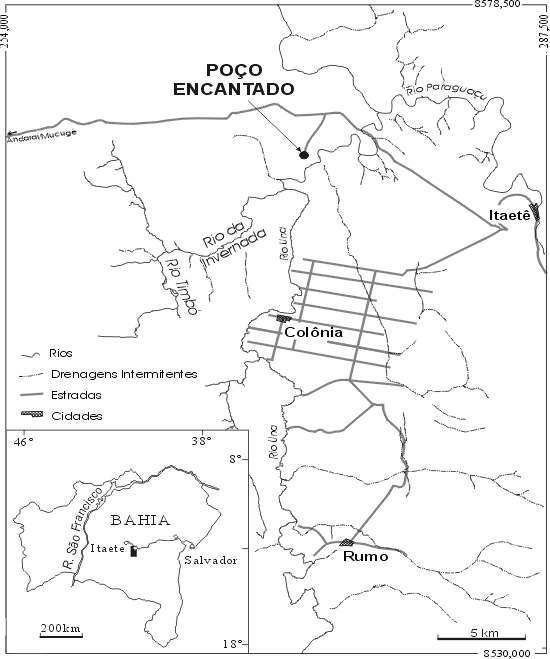 8578,500
254,000
287,500
POÇO
ENCANTADO
Rio Paraguaçu
Andaraí/Mucugê
Itaetê
Rio da
Invernada
Rio Una
Rio Timbo
Colônia
Rios
Drenagens Intermitentes
Estradas
Cidades
Rio Una
46°
38°
8°
R. São Francisco
BAHIA
Itaete
Salvador
Rumo
200km
18°
5 km
8530,000